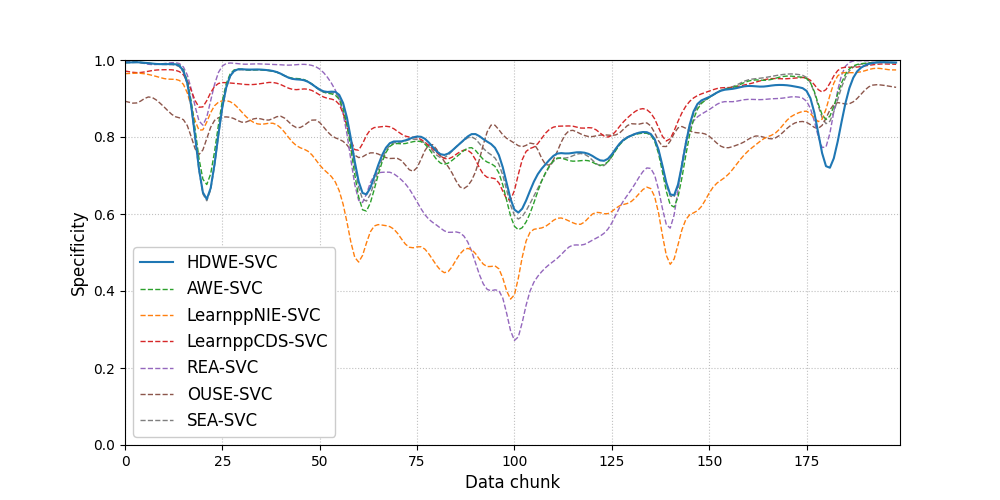 1.0
0.8
0.6
0.4
0.2
0.0
Specificity
HDWE-SVC
AWE-SVC
LearnppNIE-SVC
LearnppCDS-SVC
REA-SVC
OUSE-SVC
SEA-SVC
0 25 50 75 100 125 150 175
Data chunk